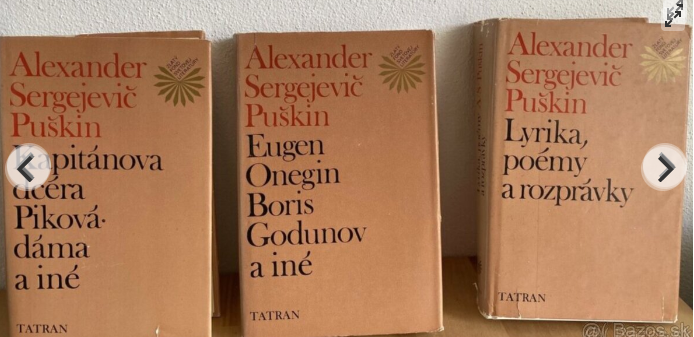 Alexander
Sergejevič
Puškin
Kapitánova
dcéra
Piková
dáma
a iné
TATRAN
Alexander
Sergejevič
Puškin
Eugen
Onegin
Boris
Godunov
a iné
TATRAN
Alexander
Sergejevič
Puškin
Lyrika,
poémy
a rozprávky
TATRAN
Bazos.sk